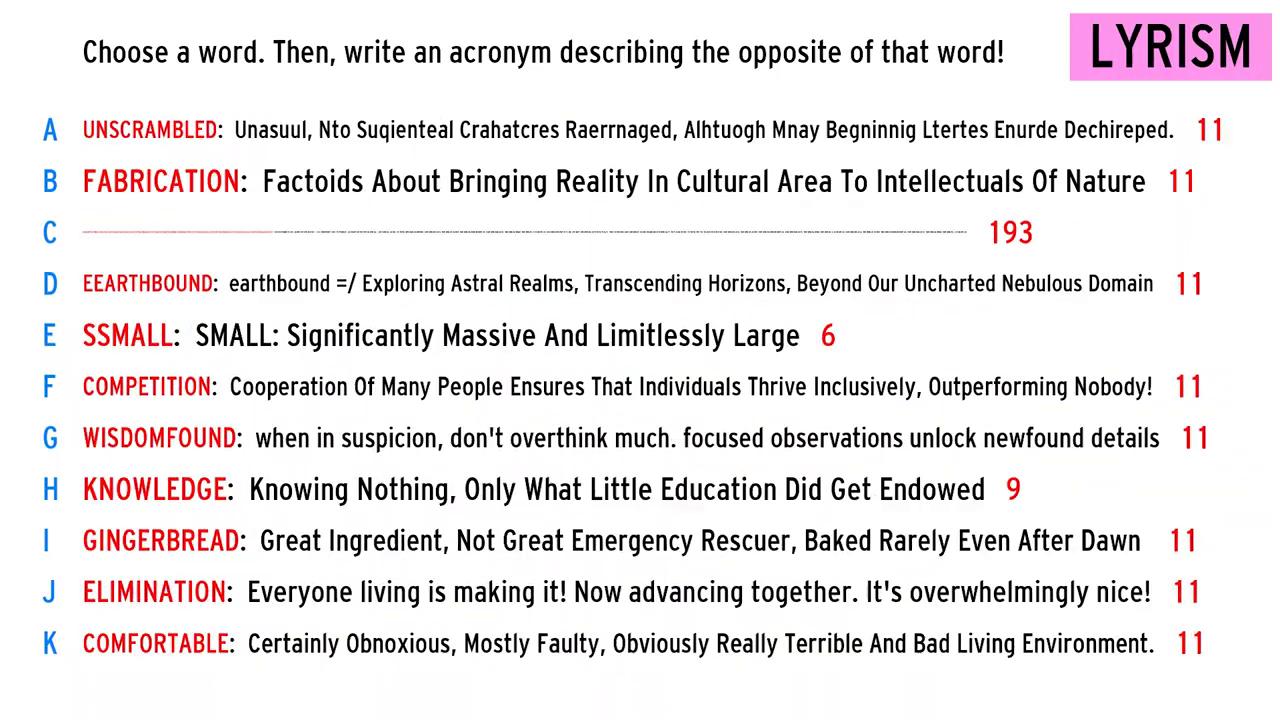 Choose a word. Then, write an acronym describing the opposite of that word!
LYRISM
A UNSCRAMBLED: Unasuul, Nto Suqienteal Crahatcres Raerrnaged, Alhtuogh Mnay Begninnig Ltertes Enurde Dechireped. 11
B FABRICATION: Factoids About Bringing Reality In Cultural Area To Intellectuals Of Nature 11
C 193
D EEARTHBOUND: earthbound =/ Exploring Astral Realms, Transcending Horizons, Beyond Our Uncharted Nebulous Domain 11
E SSMALL: SMALL: Significantly Massive And Limitlessly Large 6
F COMPETITION: Cooperation Of Many People Ensures That Individuals Thrive Inclusively, Outperforming Nobody! 11
G WISDOMFOUND: when in suspicion, don't overthink much. focused observations unlock newfound details 11
H KNOWLEDGE: Knowing Nothing, Only What Little Education Did Get Endowed 9
I GINGERBREAD: Great Ingredient, Not Great Emergency Rescuer, Baked Rarely Even After Dawn 11
J ELIMINATION: Everyone living is making it! Now advancing together. It's overwhelmingly nice! 11
K COMFORTABLE: Certainly Obnoxious, Mostly Faulty, Obviously Really Terrible And Bad Living Environment. 11